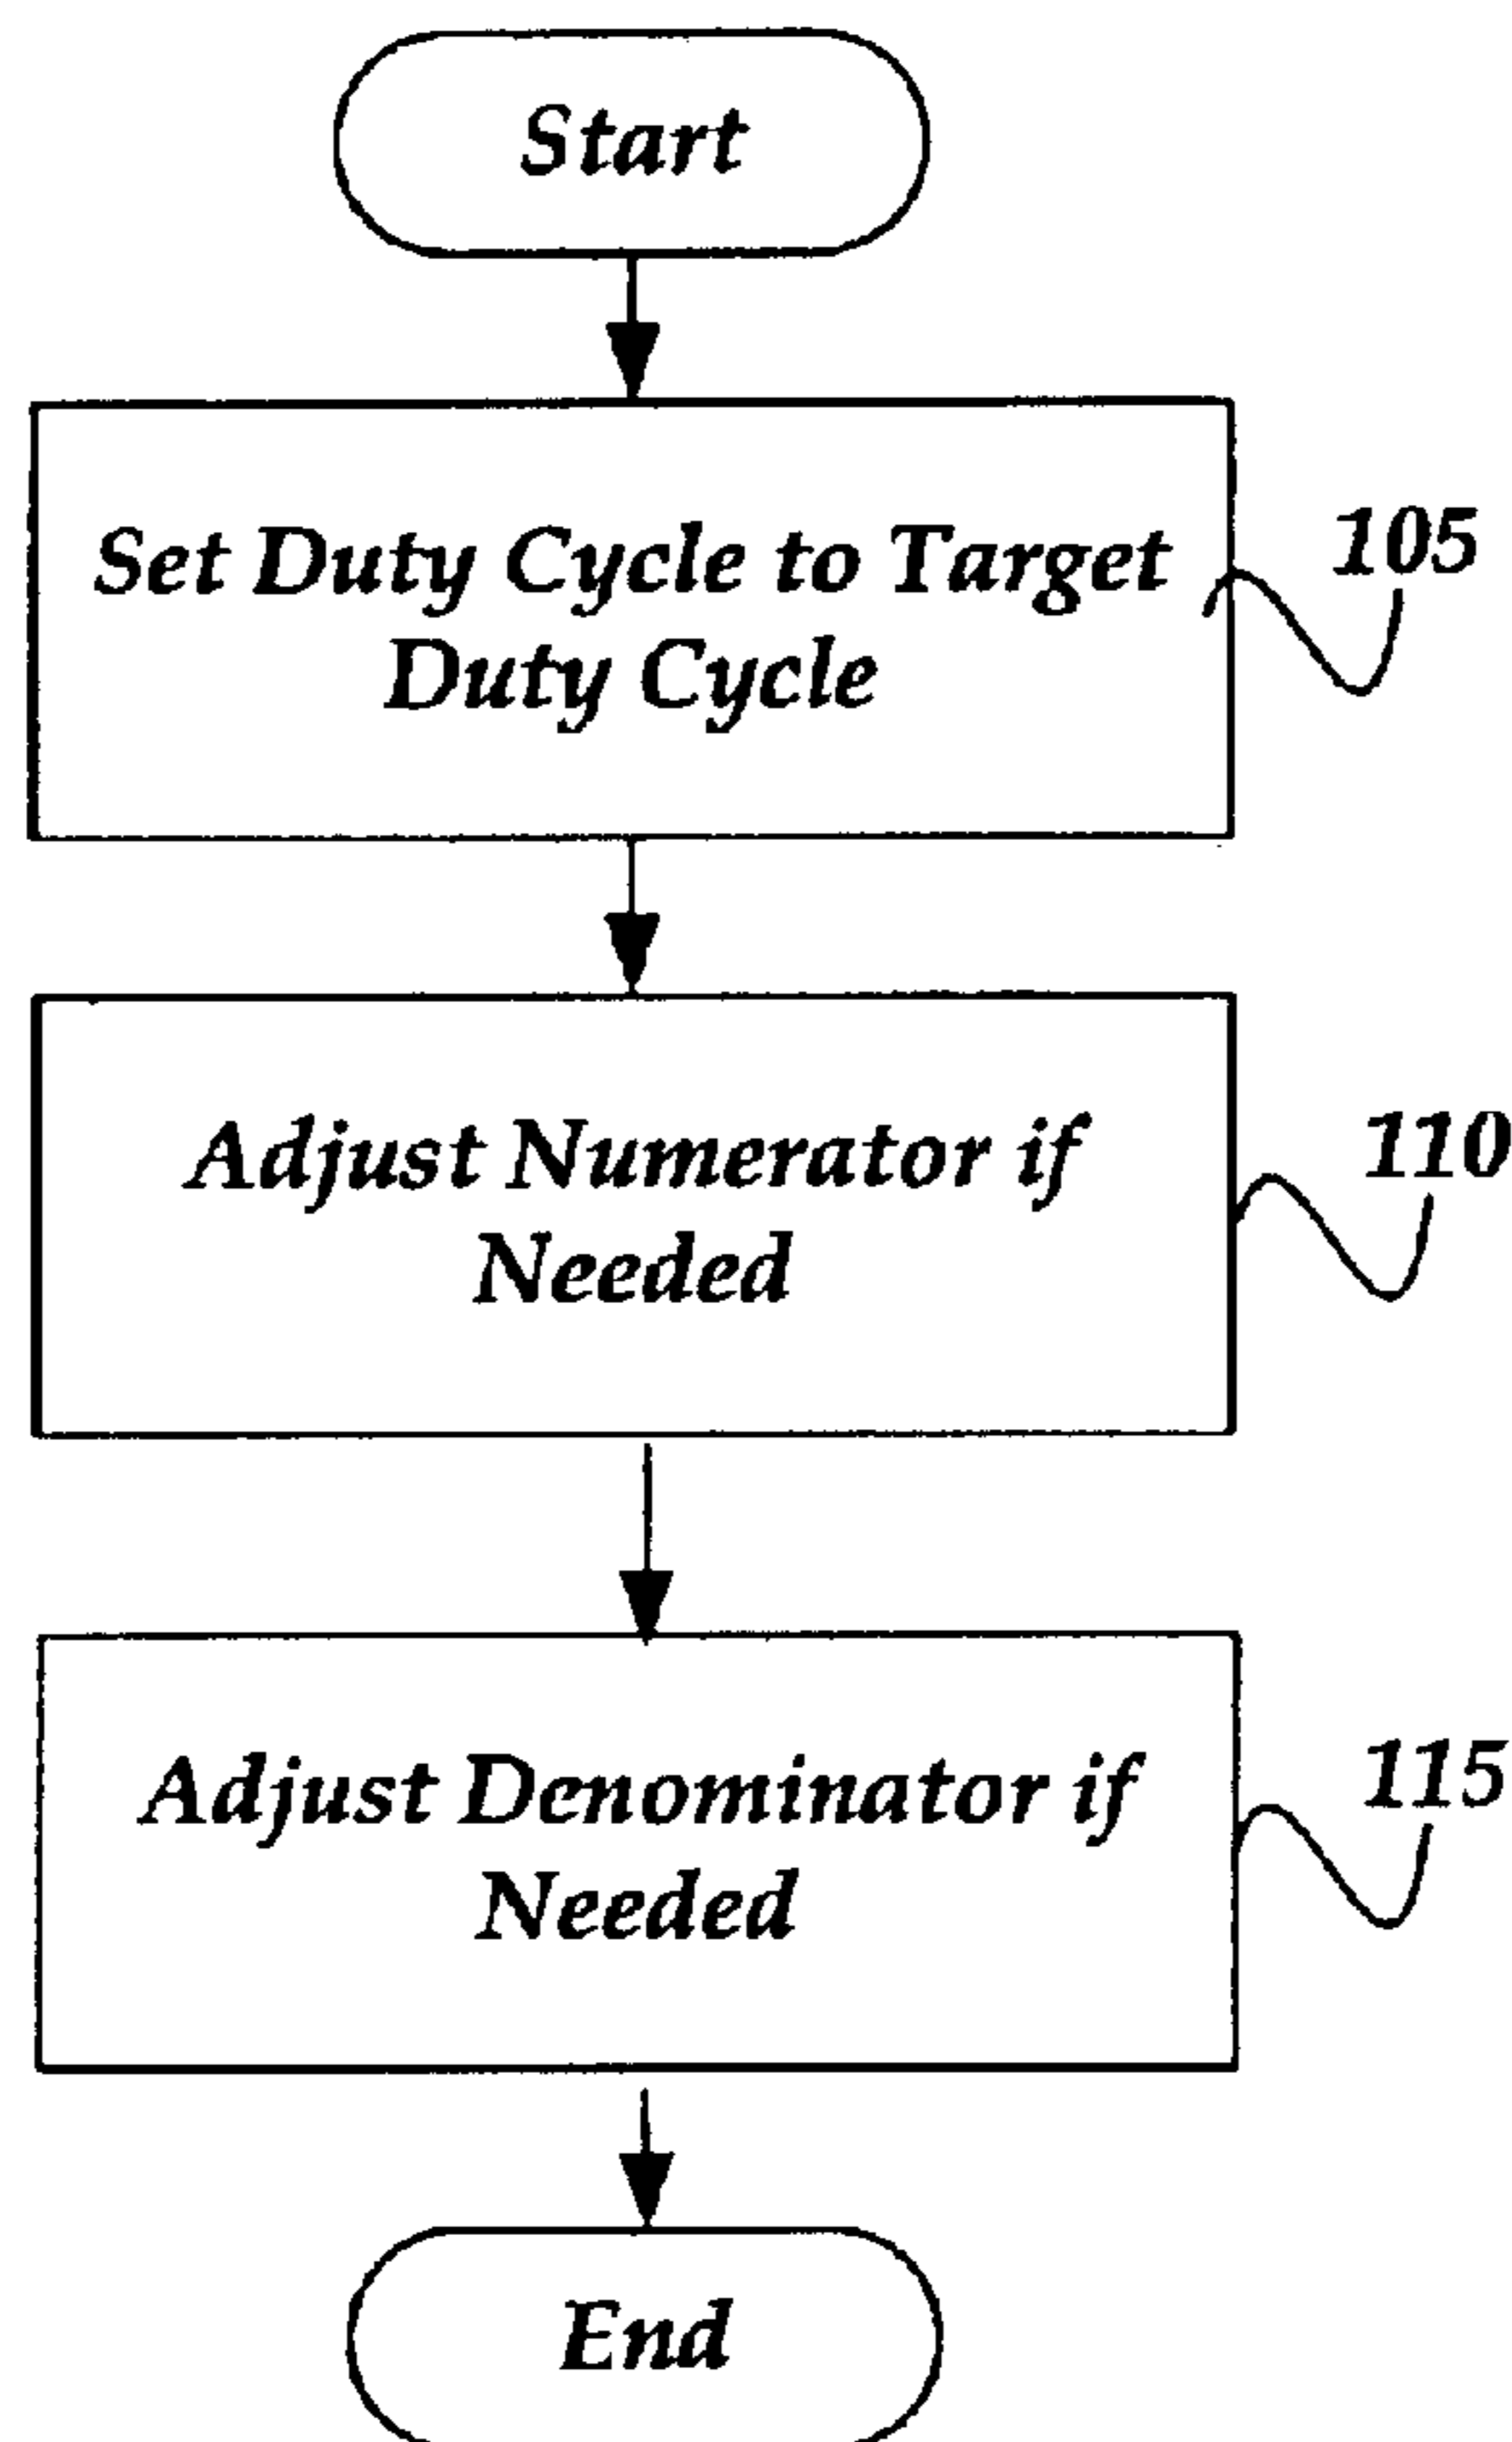 Start
Set Duty Cycle to Target
Duty Cycle
105
Adjust Numerator if
Needed
110
Adjust Denominator if
Needed
115
End